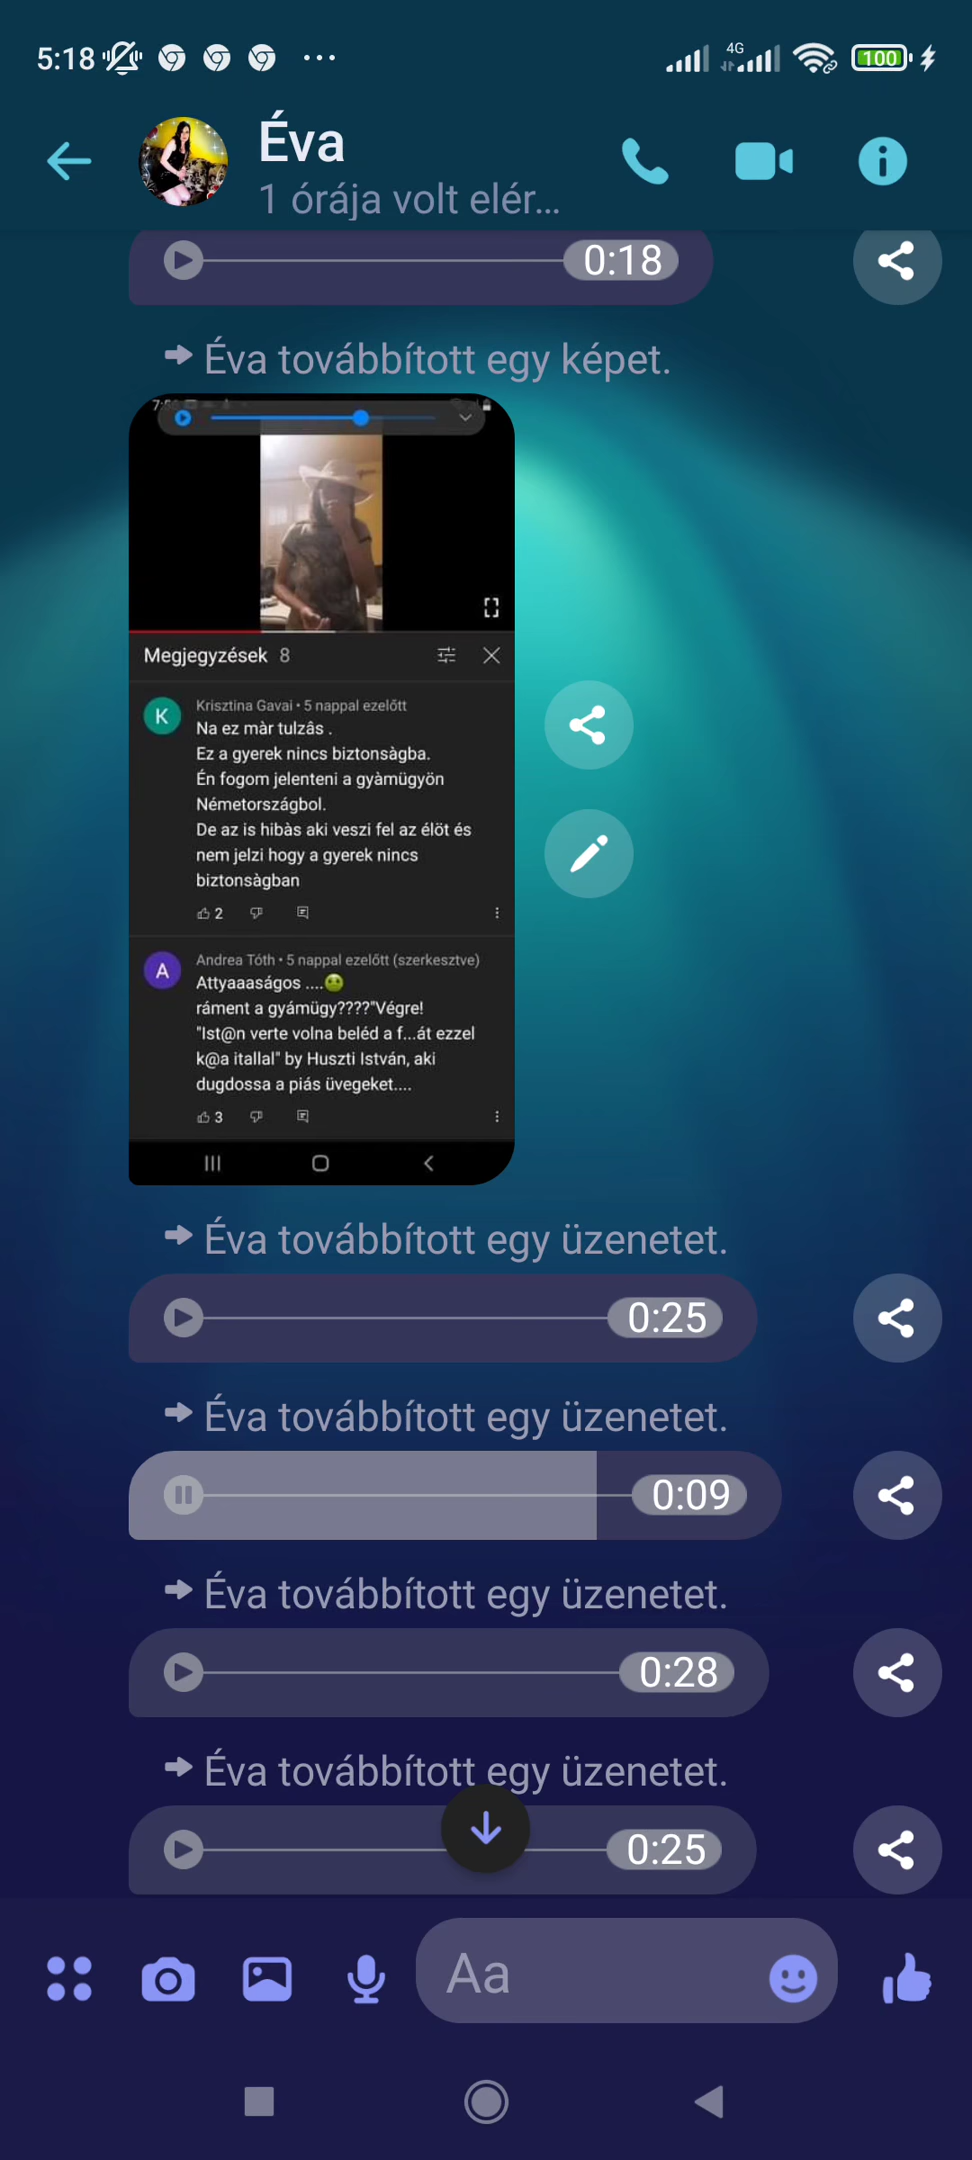 5:18
4G
100
Éva
1 órája volt elér...
0:18
Éva továbbított egy képet.
Megjegyzések 8
K
Krisztina Gavai • 5 nappal ezelőtt
Na ez màr tulzâs .
Ez a gyerek nincs biztonsàgba.
Én fogom jelenteni a gyàmügyön
Németországbol.
De az is hibàs aki veszi fel az élöt és
nem jelzi hogy a gyerek nincs
biztonsàgban
2
A
Andrea Tóth • 5 nappal ezelőtt (szerkesztve)
Attyaaaságos ....🤢
ráment a gyámügy????"Végre!
"Ist@n verte volna beléd a f...át ezzel
k@a itallal" by Huszti István, aki
dugdossa a piás üvegeket....
3
Éva továbbított egy üzenetet.
0:25
Éva továbbított egy üzenetet.
0:09
Éva továbbított egy üzenetet.
0:28
Éva továbbított egy üzenetet.
0:25
Aa